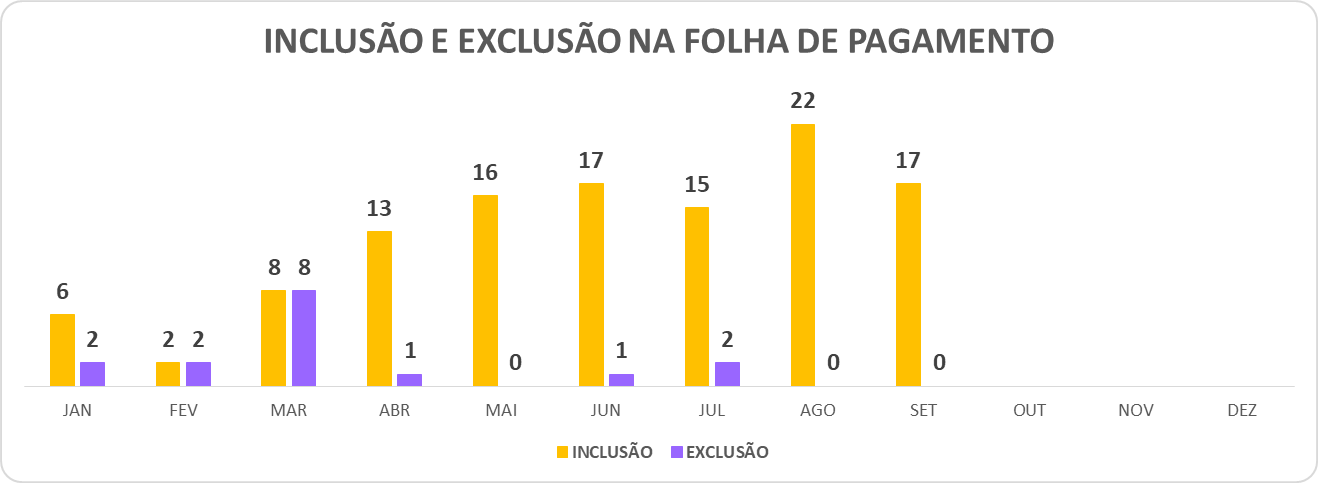 INCLUSÃO E EXCLUSÃO NA FOLHA DE PAGAMENTO
6 2 2 2 8 8 13 1 16 0 17 1 15 2 22 0 17 0
JAN FEV MAR ABR MAI JUN JUL AGO SET OUT NOV DEZ
INCLUSÃO EXCLUSÃO